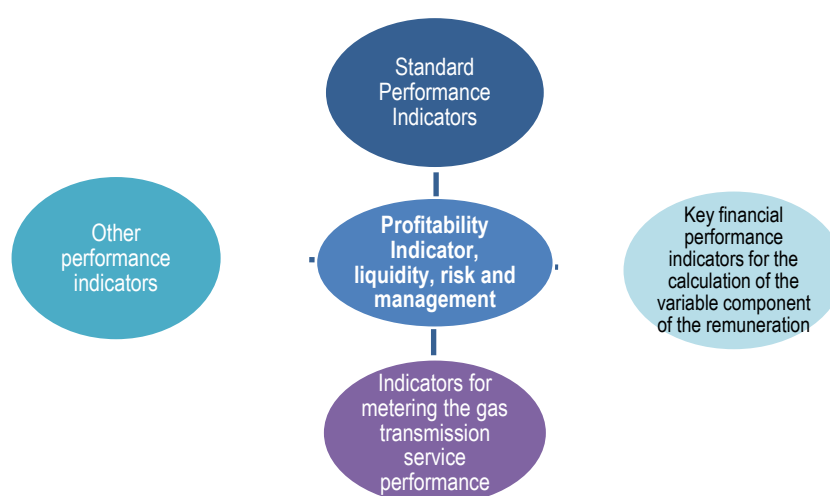 Standard
Performance
Indicators
Other
performance
indicators
Profitability
Indicator,
liquidity, risk and
management
Key financial
performance
indicators for the
calculation of the
variable component
of the remuneration
Indicators for
metering the gas
transmission
service
performance